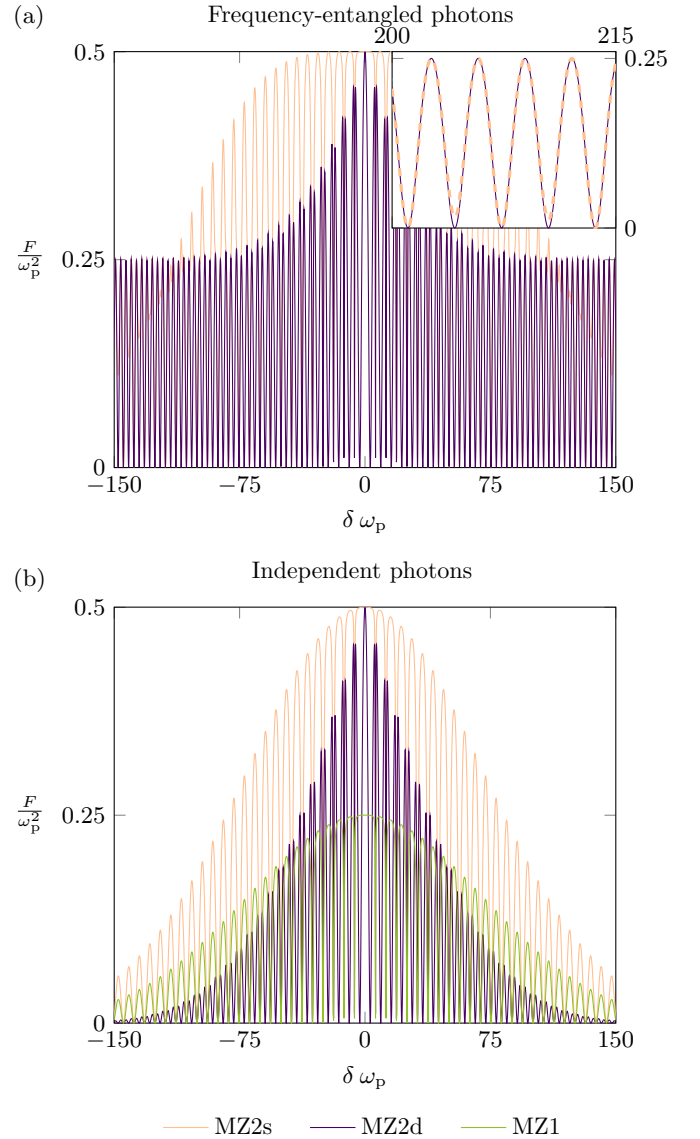 (a)
Frequency-entangled photons
200 215
0.5
0.25
0.25
0
F/ω_p^2
0
−150 −75 0 75 150
δ ω_p
(b)
Independent photons
0.5
0.25
F/ω_p^2
0
−150 −75 0 75 150
δ ω_p
MZ2s MZ2d MZ1